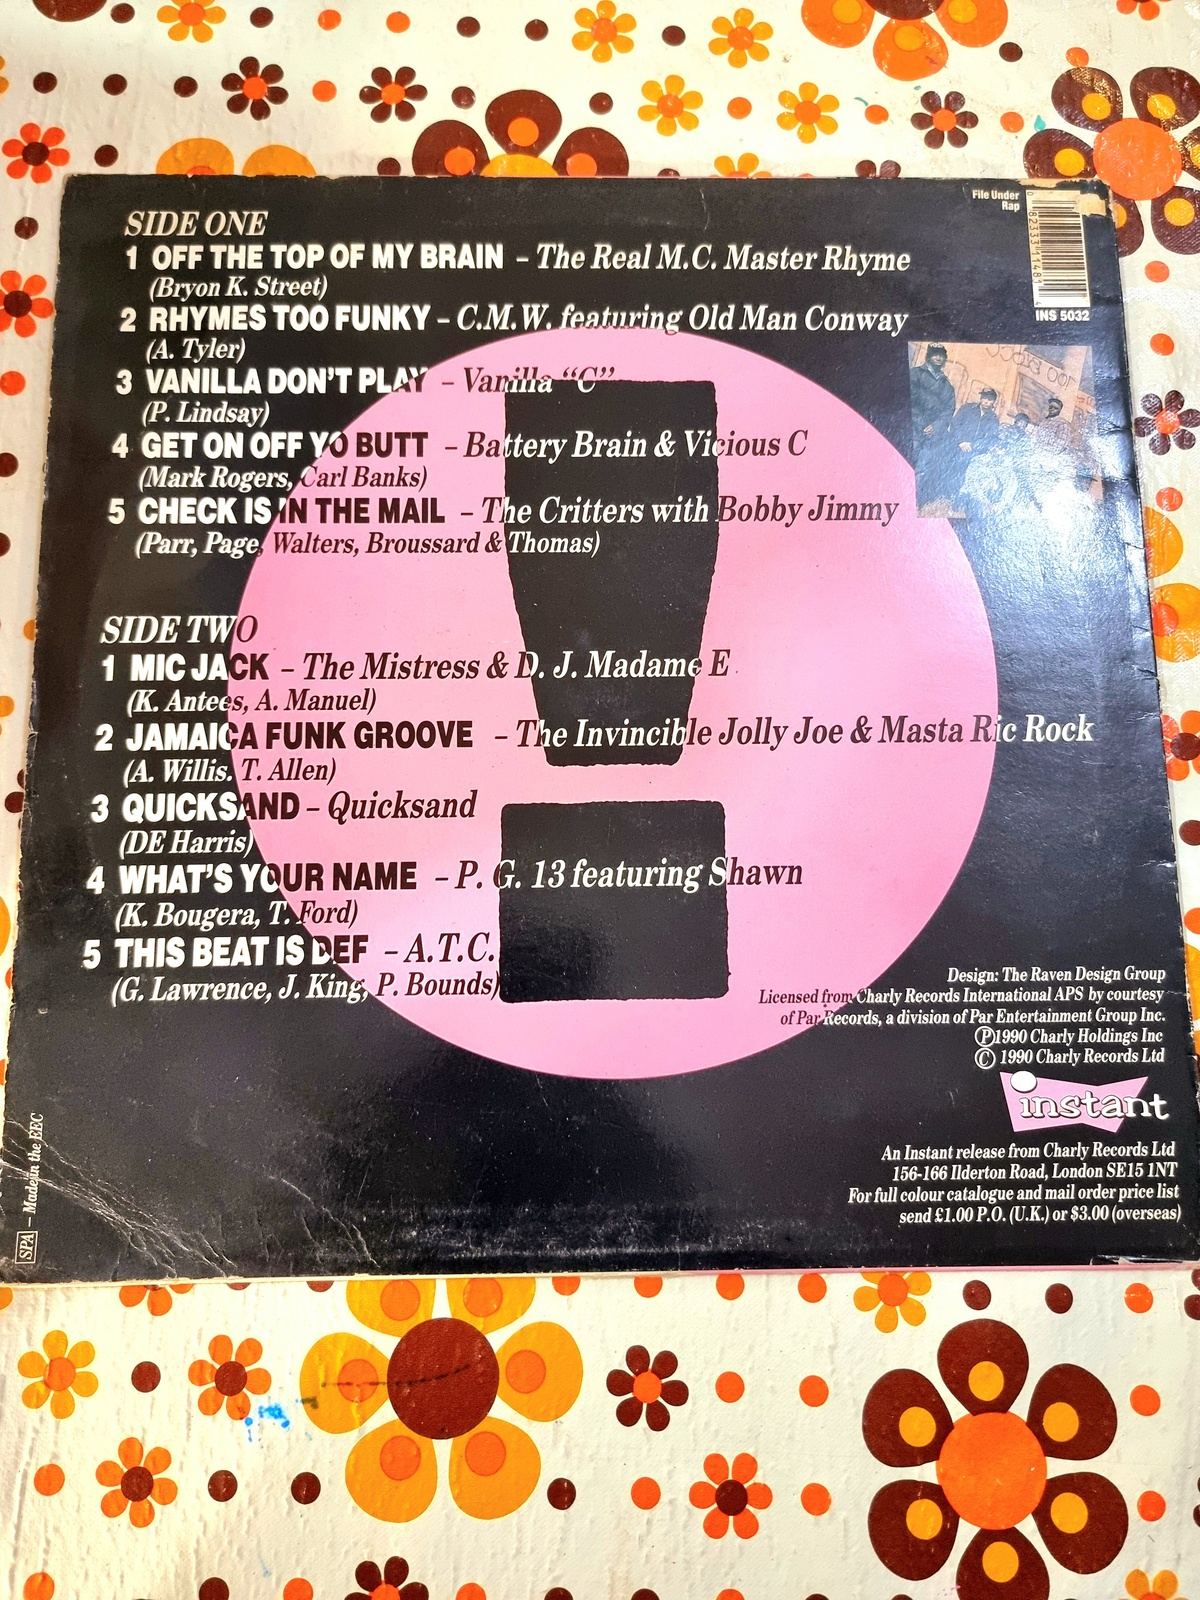 SIDE ONE
1 OFF THE TOP OF MY BRAIN – The Real M.C. Master Rhyme
(Bryon K. Street)
2 RHYMES TOO FUNKY – C.M.W. featuring Old Man Conway
(A. Tyler)
3 VANILLA DON'T PLAY – Vanilla “C”
(P. Lindsay)
4 GET ON OFF YO BUTT – Battery Brain & Vicious C
(Mark Rogers, Carl Banks)
5 CHECK IS IN THE MAIL – The Critters with Bobby Jimmy
(Parr, Page, Walters, Broussard & Thomas)
SIDE TWO
1 MIC JACK – The Mistress & D. J. Madame E
(K. Antees, A. Manuel)
2 JAMAICA FUNK GROOVE – The Invincible Jolly Joe & Masta Ric Rock
(A. Willis. T. Allen)
3 QUICKSAND – Quicksand
(DE Harris)
4 WHAT'S YOUR NAME – P. G. 13 featuring Shawn
(K. Bougera, T. Ford)
5 THIS BEAT IS DEF – A.T.C.
(G. Lawrence, J. King, P. Bounds)
File Under
Rap
INS 5032
Design: The Raven Design Group
Licensed from Charly Records International APS by courtesy
of Par Records, a division of Par Entertainment Group Inc.
Ⓟ1990 Charly Holdings Inc
© 1990 Charly Records Ltd
instant
An Instant release from Charly Records Ltd
156-166 Ilderton Road, London SE15 1NT
For full colour catalogue and mail order price list
send £1.00 P.O. (U.K.) or $3.00 (overseas)
SPA – Made in the EEC